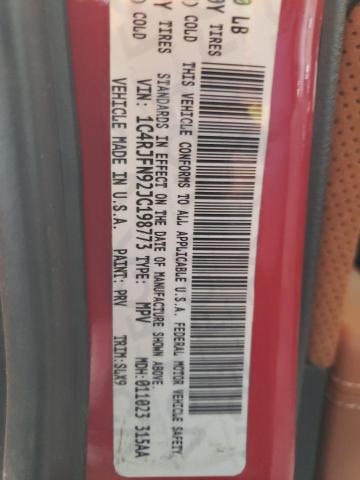 0 LB
9Y TIRES
) COLD
Y TIRES
) COLD
THIS VEHICLE CONFORMS TO ALL APPLICABLE U.S.A. FEDERAL MOTOR VEHICLE SAFETY
STANDARDS IN EFFECT ON THE DATE OF MANUFACTURE SHOWN ABOVE.
VIN: 1C4RJFN92JC198773 TYPE: MPV MDH:011023 315AA
VEHICLE MADE IN U.S.A. PAINT: PRV TRIM:SLX9